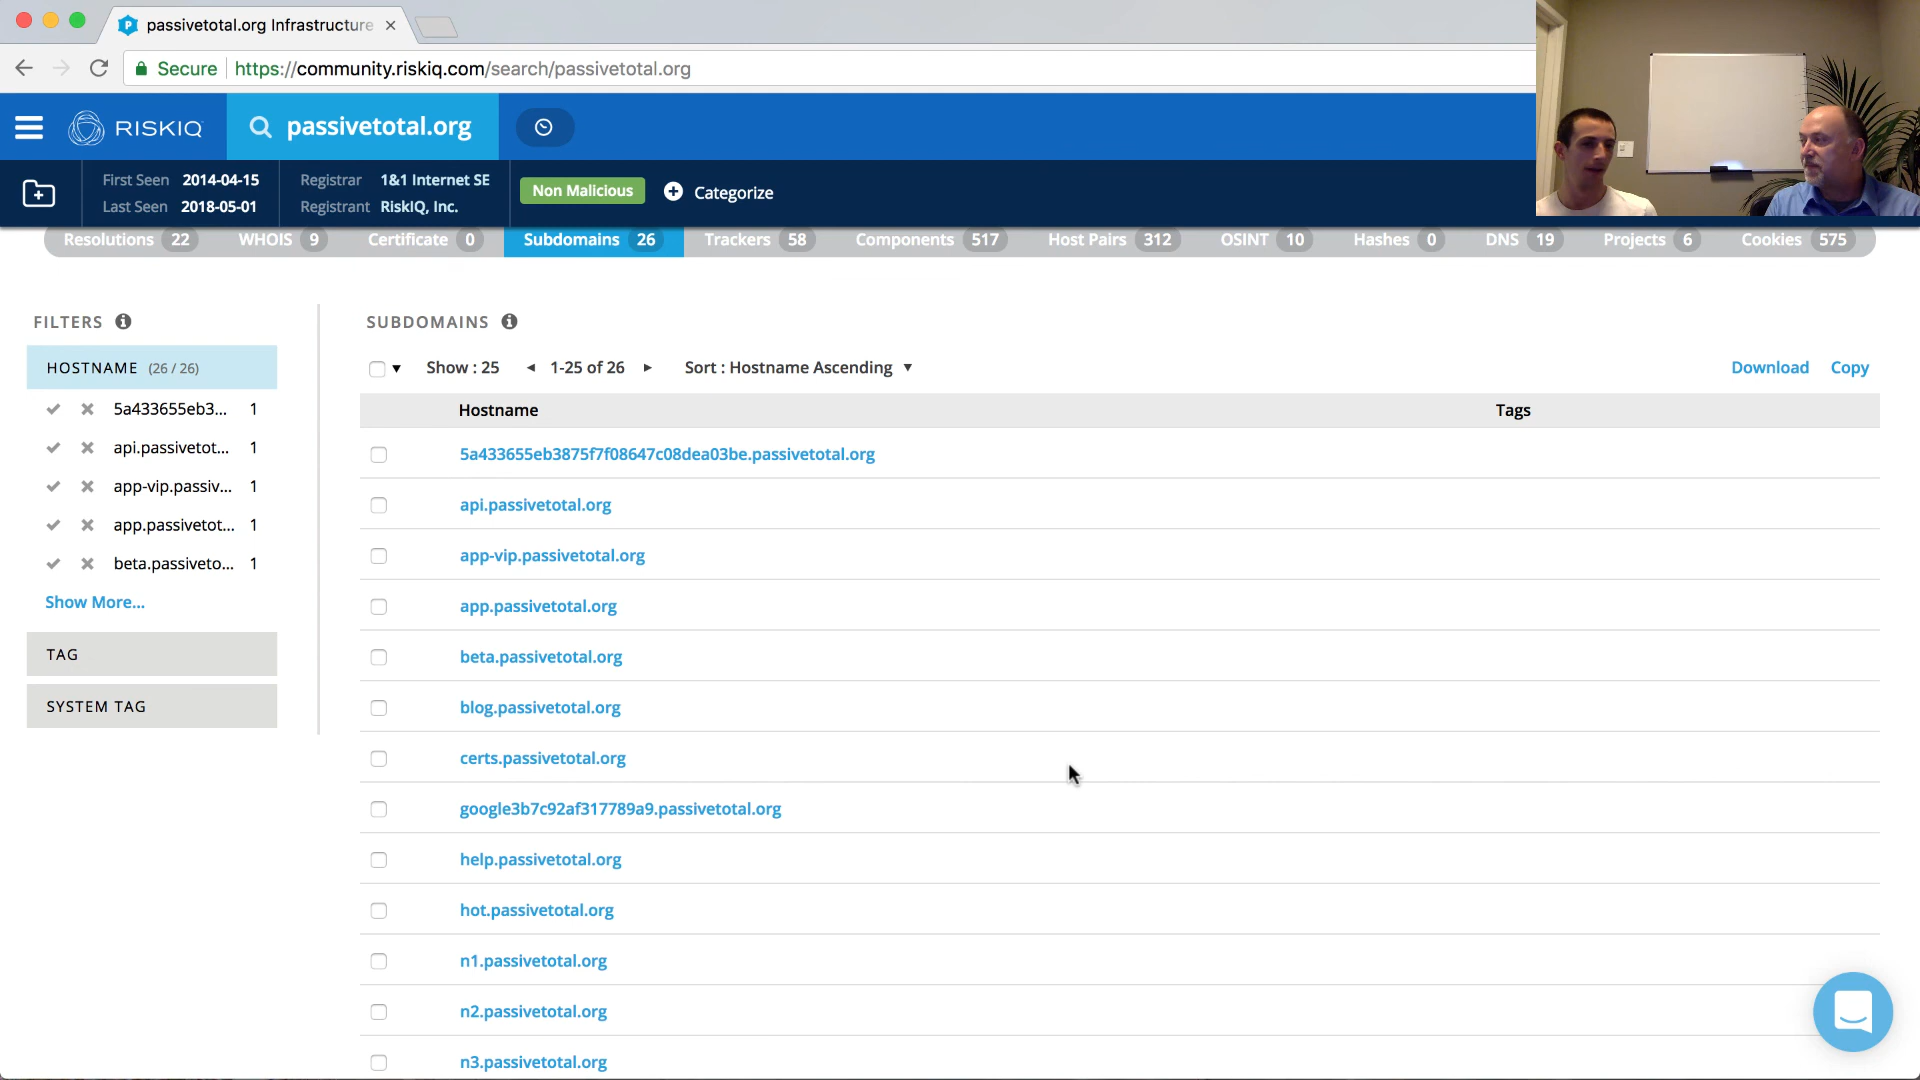 passivetotal.org Infrastructure
Secure https://community.riskiq.com/search/passivetotal.org
RISKIQ passivetotal.org
First Seen 2014-04-15 Registrar 1&1 Internet SE Non Malicious Categorize
Last Seen 2018-05-01 Registrant RiskIQ, Inc.
Resolutions 22 WHOIS 9 Certificate 0 Subdomains 26 Trackers 58 Components 517 Host Pairs 312 OSINT 10 Hashes 0 DNS 19 Projects 6 Cookies 575
FILTERS
HOSTNAME (26 / 26)
5a433655eb3... 1
api.passivetot... 1
app-vip.passiv... 1
app.passivetot... 1
beta.passiveto... 1
Show More...
TAG
SYSTEM TAG
SUBDOMAINS
Show : 25 ◄ 1-25 of 26 ► Sort : Hostname Ascending ▼ Download Copy
Hostname Tags
5a433655eb3875f7f08647c08dea03be.passivetotal.org
api.passivetotal.org
app-vip.passivetotal.org
app.passivetotal.org
beta.passivetotal.org
blog.passivetotal.org
certs.passivetotal.org
google3b7c92af317789a9.passivetotal.org
help.passivetotal.org
hot.passivetotal.org
n1.passivetotal.org
n2.passivetotal.org
n3.passivetotal.org